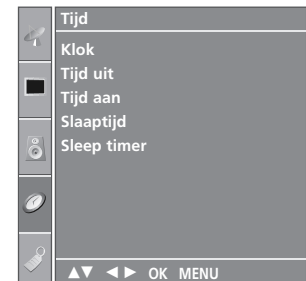 Tijd
Klok
Tijd uit
Tijd aan
Slaaptijd
Sleep timer
▲▼ ◄► OK MENU